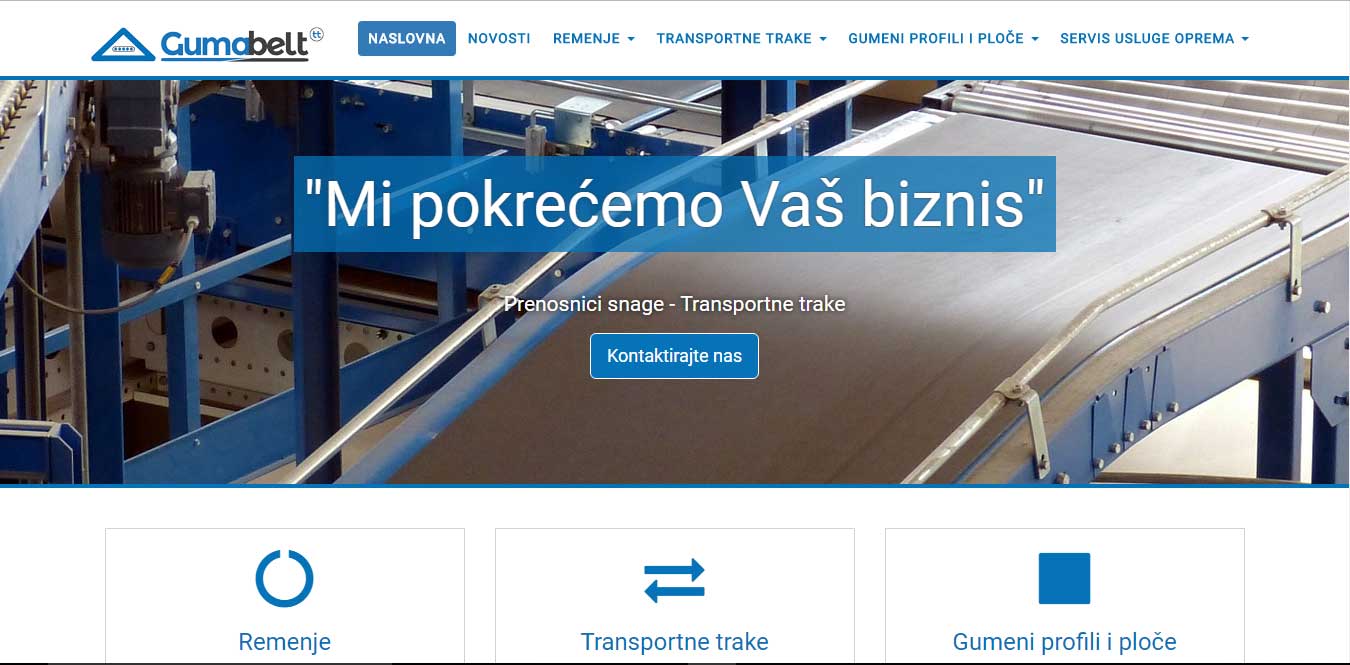 Gumabelt tt
NASLOVNA NOVOSTI REMENJE TRANSPORTNE TRAKE GUMENI PROFILI I PLOČE SERVIS USLUGE OPREMA
"Mi pokrećemo Vaš biznis"
Prenosnici snage - Transportne trake
Kontaktirajte nas
Remenje Transportne trake Gumeni profili i ploče